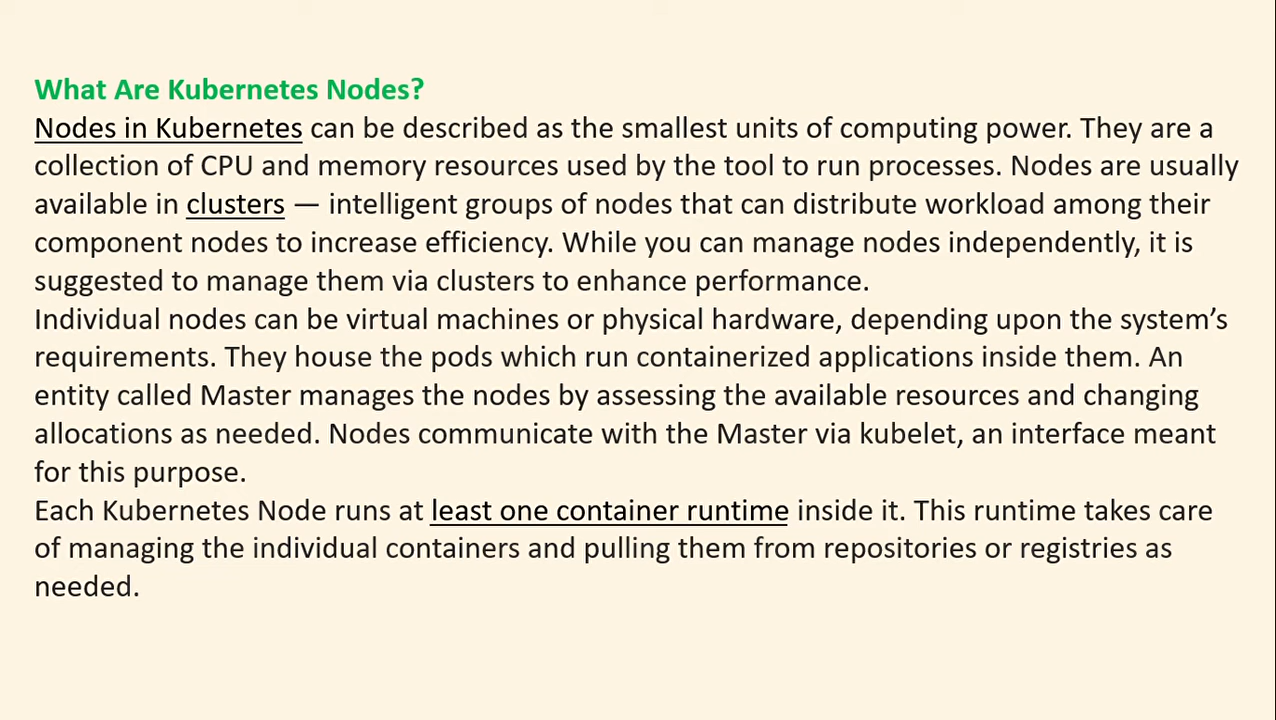 What Are Kubernetes Nodes?
Nodes in Kubernetes can be described as the smallest units of computing power. They are a
collection of CPU and memory resources used by the tool to run processes. Nodes are usually
available in clusters — intelligent groups of nodes that can distribute workload among their
component nodes to increase efficiency. While you can manage nodes independently, it is
suggested to manage them via clusters to enhance performance.
Individual nodes can be virtual machines or physical hardware, depending upon the system’s
requirements. They house the pods which run containerized applications inside them. An
entity called Master manages the nodes by assessing the available resources and changing
allocations as needed. Nodes communicate with the Master via kubelet, an interface meant
for this purpose.
Each Kubernetes Node runs at least one container runtime inside it. This runtime takes care
of managing the individual containers and pulling them from repositories or registries as
needed.